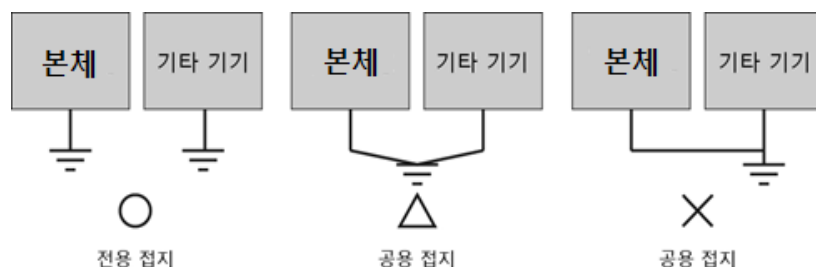 본체 기타 기기 본체 기타 기기 본체 기타 기기
전용 접지 공용 접지 공용 접지